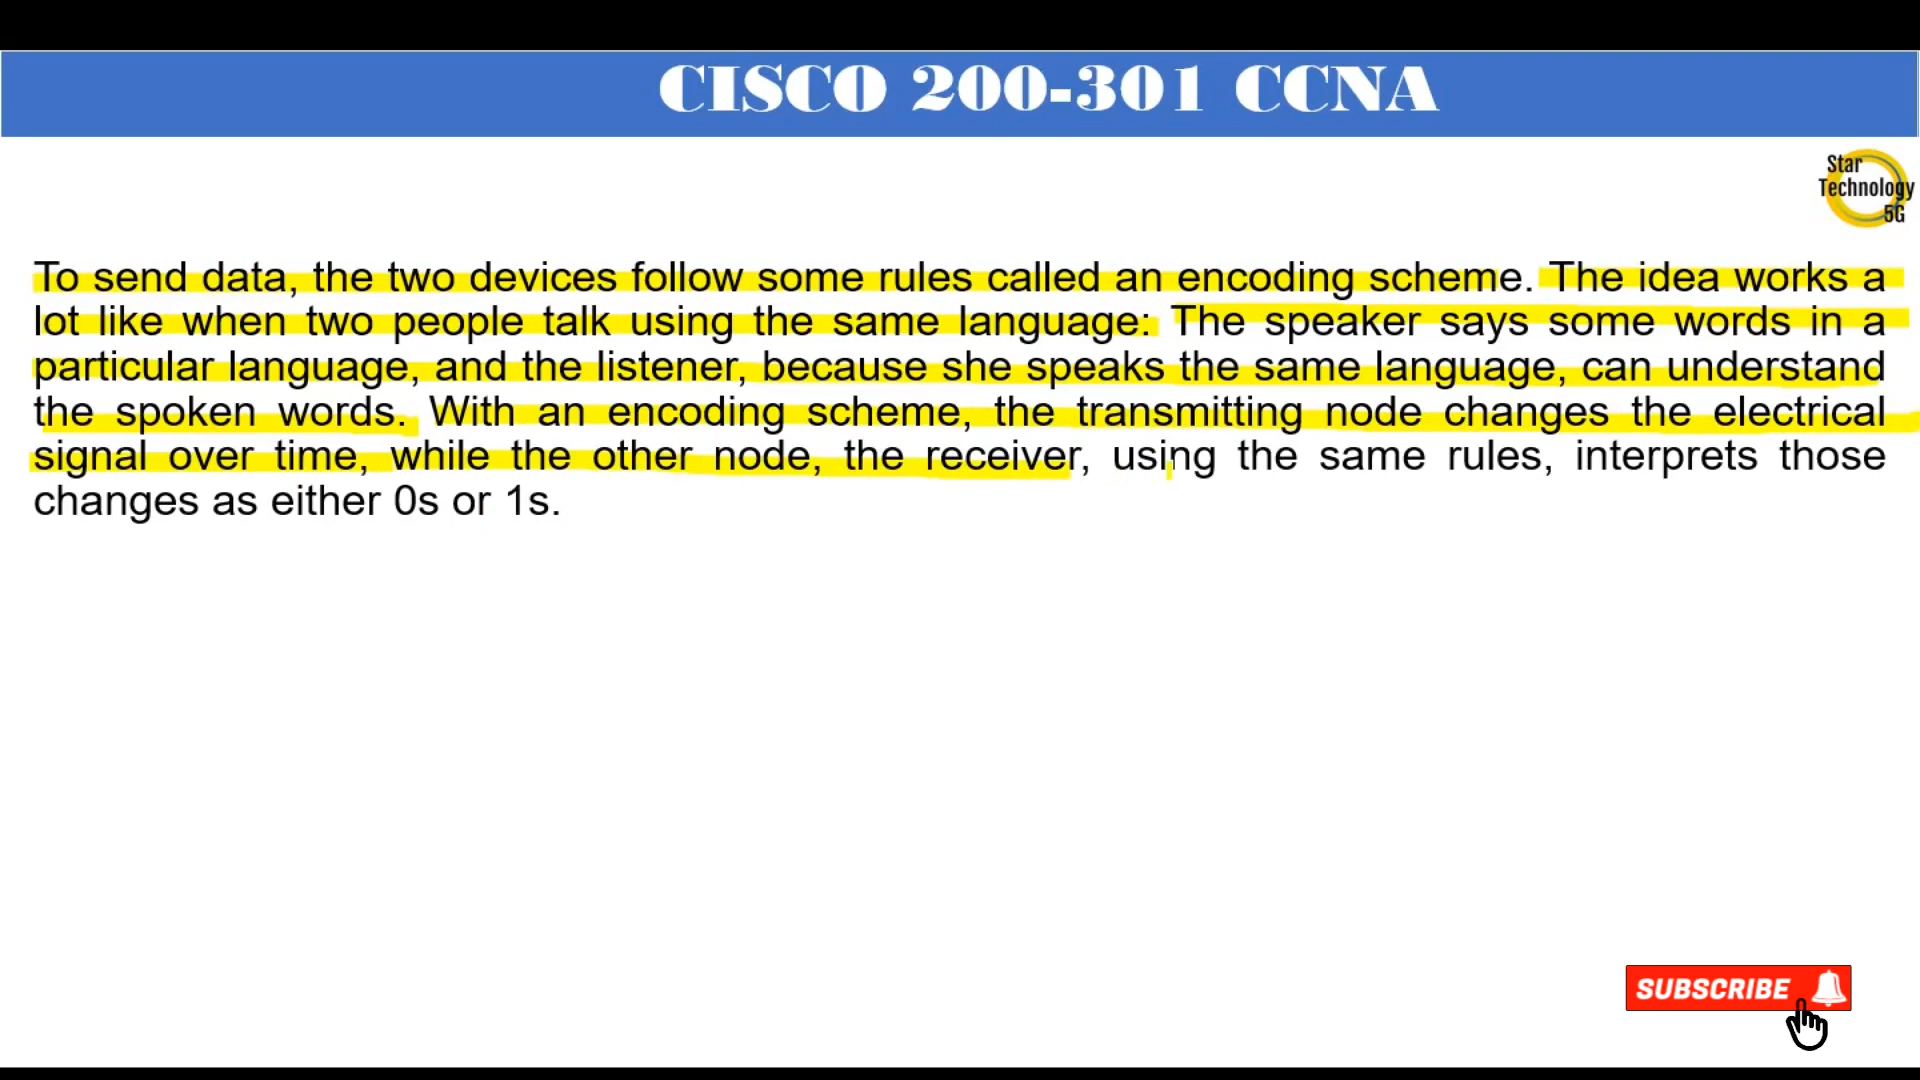 CISCO 200-301 CCNA
Star
Technology
5G
To send data, the two devices follow some rules called an encoding scheme. The idea works a
lot like when two people talk using the same language: The speaker says some words in a
particular language, and the listener, because she speaks the same language, can understand
the spoken words. With an encoding scheme, the transmitting node changes the electrical
signal over time, while the other node, the receiver, using the same rules, interprets those
changes as either 0s or 1s.
SUBSCRIBE